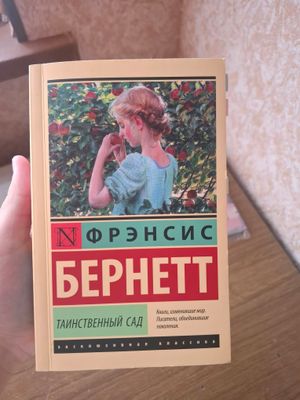 N ФРЭНСИС
БЕРНЕТТ
ТАИНСТВЕННЫЙ САД
Книги, изменившие мир.
Писатели, объединившие
поколения.
ЭКСКЛЮЗИВНАЯ КЛАССИКА